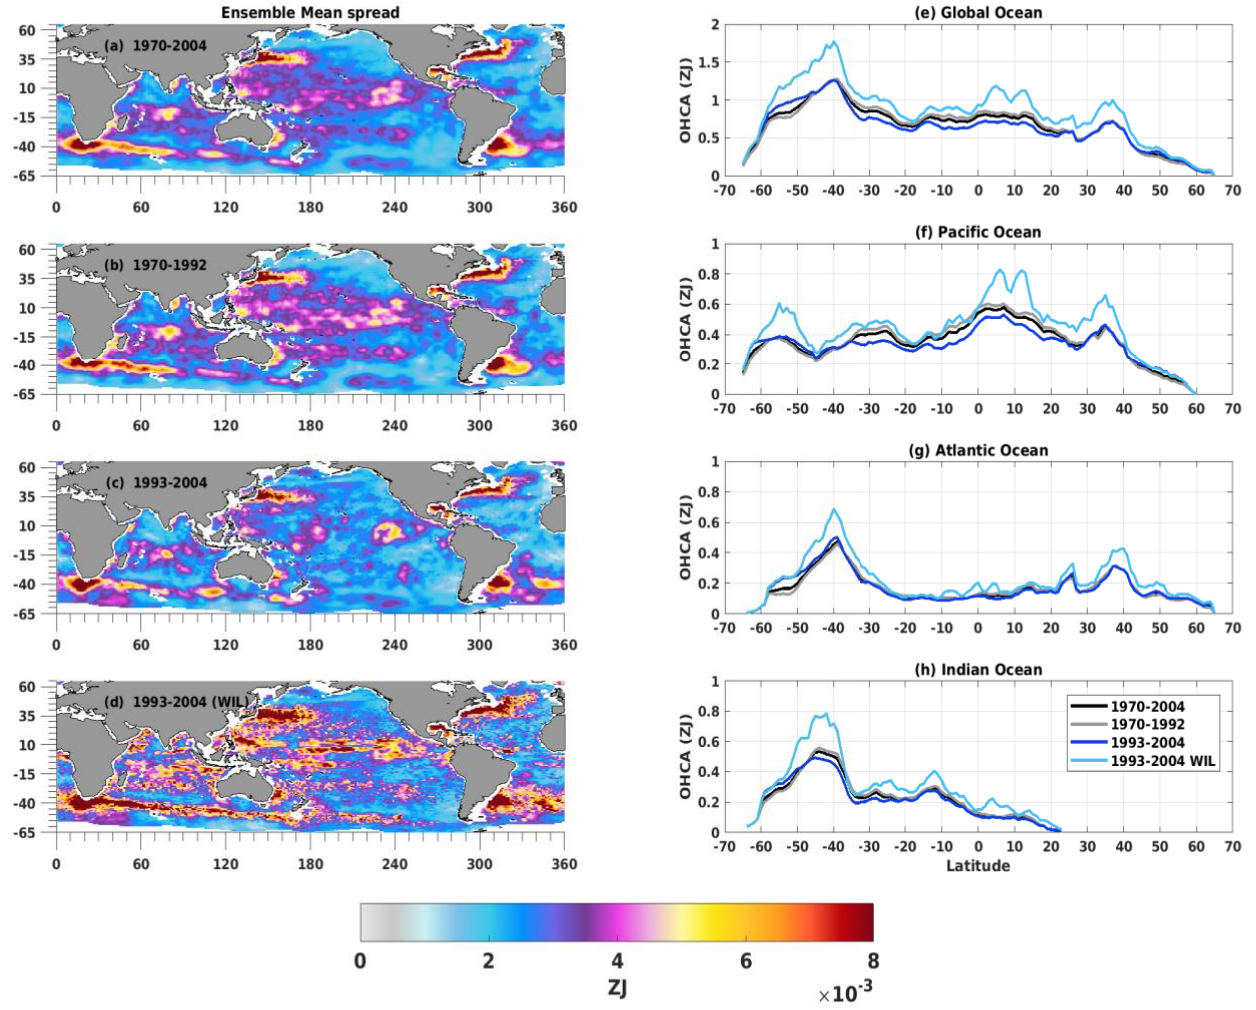 Ensemble Mean spread
(a) 1970-2004
60
35
10
-15
-40
-65
0 60 120 180 240 300 360
(b) 1970-1992
60
35
10
-15
-40
-65
0 60 120 180 240 300 360
(c) 1993-2004
60
35
10
-15
-40
-65
0 60 120 180 240 300 360
(d) 1993-2004 (WIL)
60
35
10
-15
-40
-65
0 60 120 180 240 300 360
(e) Global Ocean
OHCA (ZJ)
2
1.5
1
0.5
0
-70 -60 -50 -40 -30 -20 -10 0 10 20 30 40 50 60 70
(f) Pacific Ocean
OHCA (ZJ)
1
0.8
0.6
0.4
0.2
0
-70 -60 -50 -40 -30 -20 -10 0 10 20 30 40 50 60 70
(g) Atlantic Ocean
OHCA (ZJ)
1
0.8
0.6
0.4
0.2
0
-70 -60 -50 -40 -30 -20 -10 0 10 20 30 40 50 60 70
(h) Indian Ocean
OHCA (ZJ)
1
0.8
0.6
0.4
0.2
0
1970-2004
1970-1992
1993-2004
1993-2004 WIL
-70 -60 -50 -40 -30 -20 -10 0 10 20 30 40 50 60 70
Latitude
0 2 4 6 8
ZJ
×10-3